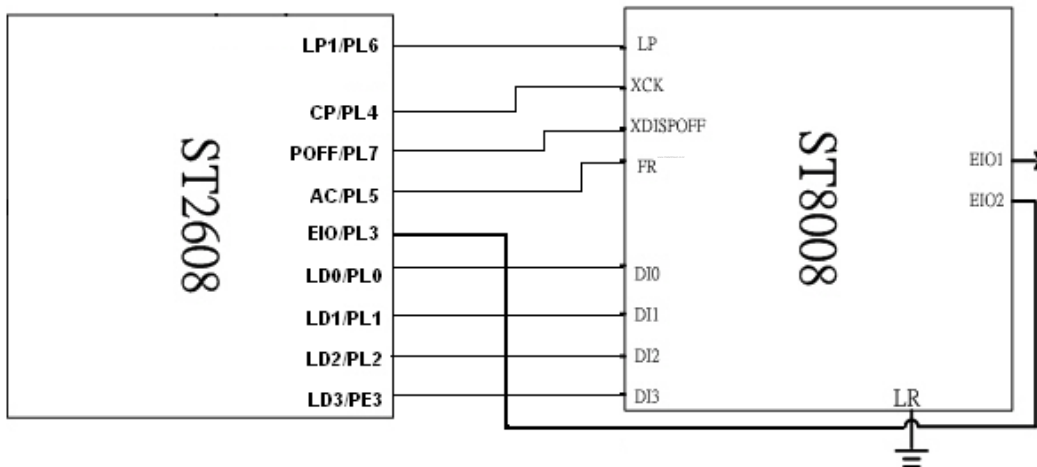 ST2608
LP1/PL6
CP/PL4
POFF/PL7
AC/PL5
EIO/PL3
LD0/PL0
LD1/PL1
LD2/PL2
LD3/PE3
ST8008
LP
XCK
XDISPOFF
FR
DI0
DI1
DI2
DI3
EIO1
EIO2
LR